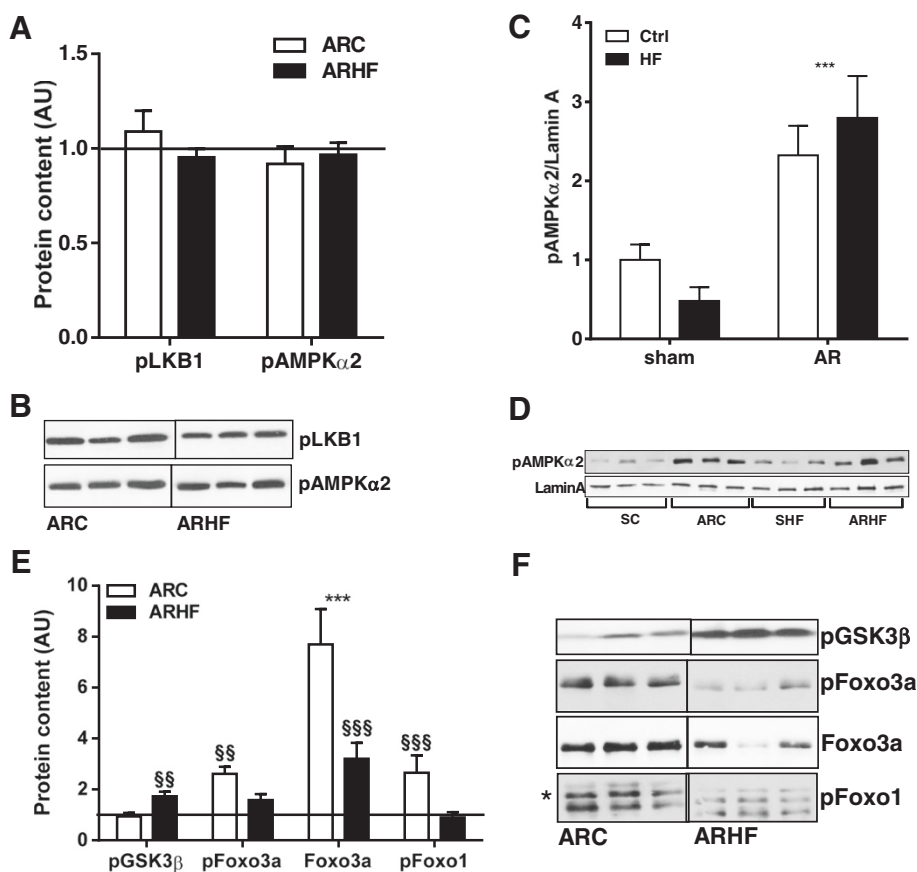 A
ARC
ARHF
Protein content (AU)
1.5
1.0
0.5
0.0
pLKB1
pAMPKα2
B
pLKB1
pAMPKα2
ARC
ARHF
C
Ctrl
HF
pAMPKα2/Lamin A
4
3
2
1
0
***
sham
AR
D
pAMPKα2
LaminA
SC
ARC
SHF
ARHF
E
ARC
ARHF
Protein content (AU)
10
8
6
4
2
0
§§
§§
***
§§§
§§§
pGSK3β
pFoxo3a
Foxo3a
pFoxo1
F
pGSK3β
pFoxo3a
Foxo3a
* pFoxo1
ARC
ARHF